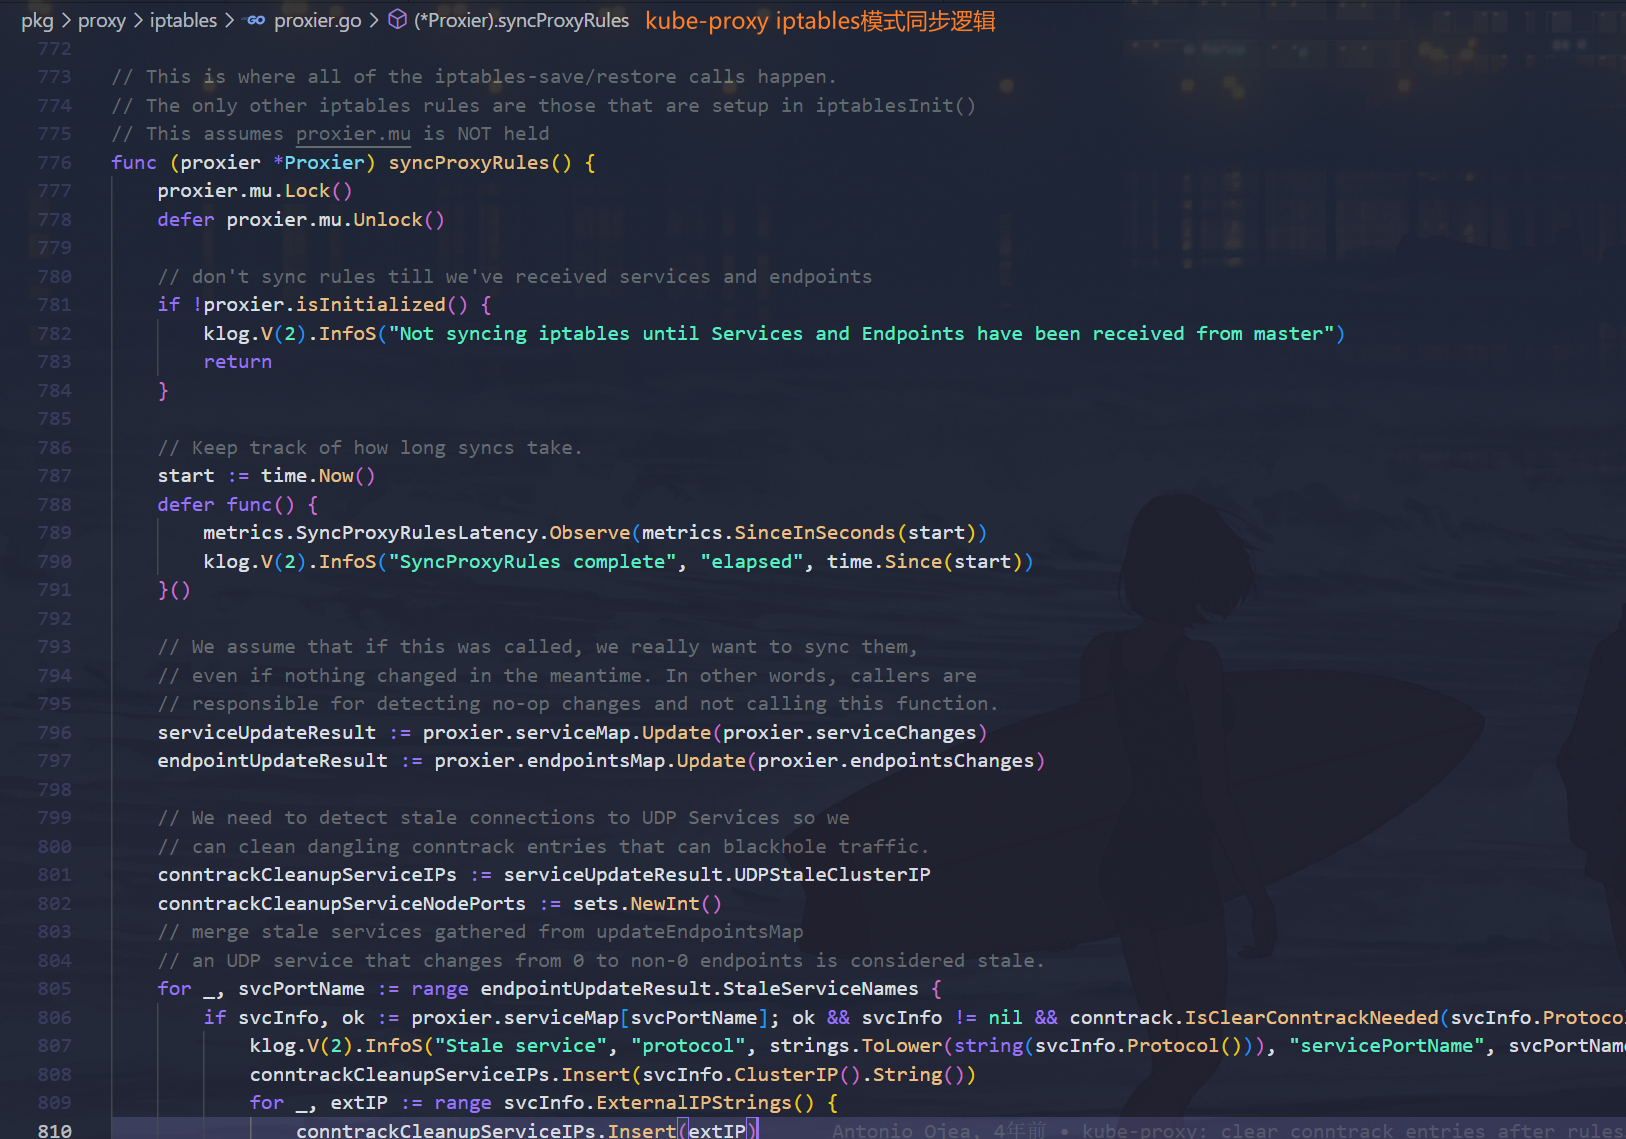 pkg > proxy > iptables > proxier.go > (*Proxier).syncProxyRules kube-proxy iptables模式同步逻辑
772
773 // This is where all of the iptables-save/restore calls happen.
774 // The only other iptables rules are those that are setup in iptablesInit()
775 // This assumes proxier.mu is NOT held
776 func (proxier *Proxier) syncProxyRules() {
777 proxier.mu.Lock()
778 defer proxier.mu.Unlock()
779
780 // don't sync rules till we've received services and endpoints
781 if !proxier.isInitialized() {
782 klog.V(2).InfoS("Not syncing iptables until Services and Endpoints have been received from master")
783 return
784 }
785
786 // Keep track of how long syncs take.
787 start := time.Now()
788 defer func() {
789 metrics.SyncProxyRulesLatency.Observe(metrics.SinceInSeconds(start))
790 klog.V(2).InfoS("SyncProxyRules complete", "elapsed", time.Since(start))
791 }()
792
793 // We assume that if this was called, we really want to sync them,
794 // even if nothing changed in the meantime. In other words, callers are
795 // responsible for detecting no-op changes and not calling this function.
796 serviceUpdateResult := proxier.serviceMap.Update(proxier.serviceChanges)
797 endpointUpdateResult := proxier.endpointsMap.Update(proxier.endpointsChanges)
798
799 // We need to detect stale connections to UDP Services so we
800 // can clean dangling conntrack entries that can blackhole traffic.
801 conntrackCleanupServiceIPs := serviceUpdateResult.UDPStaleClusterIP
802 conntrackCleanupServiceNodePorts := sets.NewInt()
803 // merge stale services gathered from updateEndpointsMap
804 // an UDP service that changes from 0 to non-0 endpoints is considered stale.
805 for _, svcPortName := range endpointUpdateResult.StaleServiceNames {
806 if svcInfo, ok := proxier.serviceMap[svcPortName]; ok && svcInfo != nil && conntrack.IsClearConntrackNeeded(svcInfo.Protocol
807 klog.V(2).InfoS("Stale service", "protocol", strings.ToLower(string(svcInfo.Protocol())), "servicePortName", svcPortName
808 conntrackCleanupServiceIPs.Insert(svcInfo.ClusterIP().String())
809 for _, extIP := range svcInfo.ExternalIPStrings() {
810 conntrackCleanupServiceIPs.Insert(extIP) Antonio Ojea, 4年前 • kube-proxy: clear conntrack entries after rules